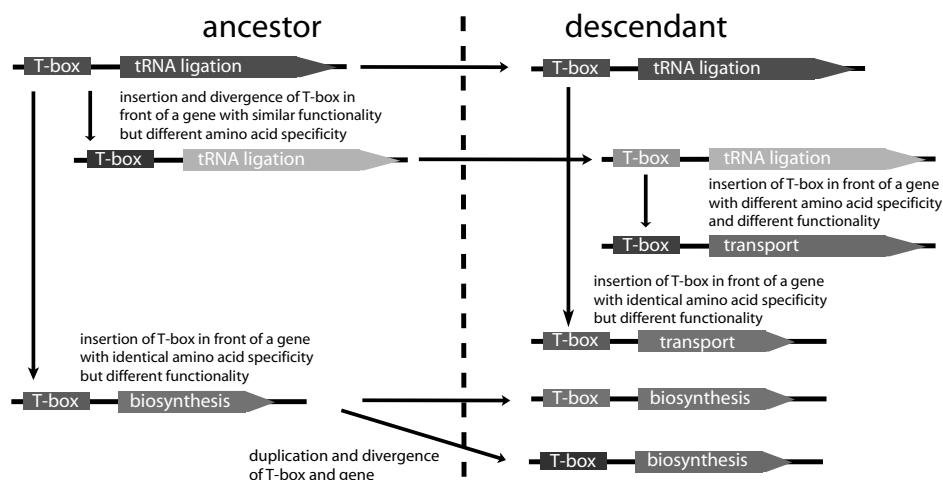 ancestor
descendant
T-box
tRNA ligation
T-box
tRNA ligation
insertion and divergence of T-box in
front of a gene with similar functionality
but different amino acid specificity
T-box
tRNA ligation
T-box
tRNA ligation
insertion of T-box in front of a gene
with different amino acid specificity
and different functionality
T-box
transport
insertion of T-box in front of a gene
with identical amino acid specificity
but different functionality
T-box
transport
insertion of T-box in front of a gene
with identical amino acid specificity
but different functionality
T-box
biosynthesis
T-box
biosynthesis
duplication and divergence
of T-box and gene
T-box
biosynthesis